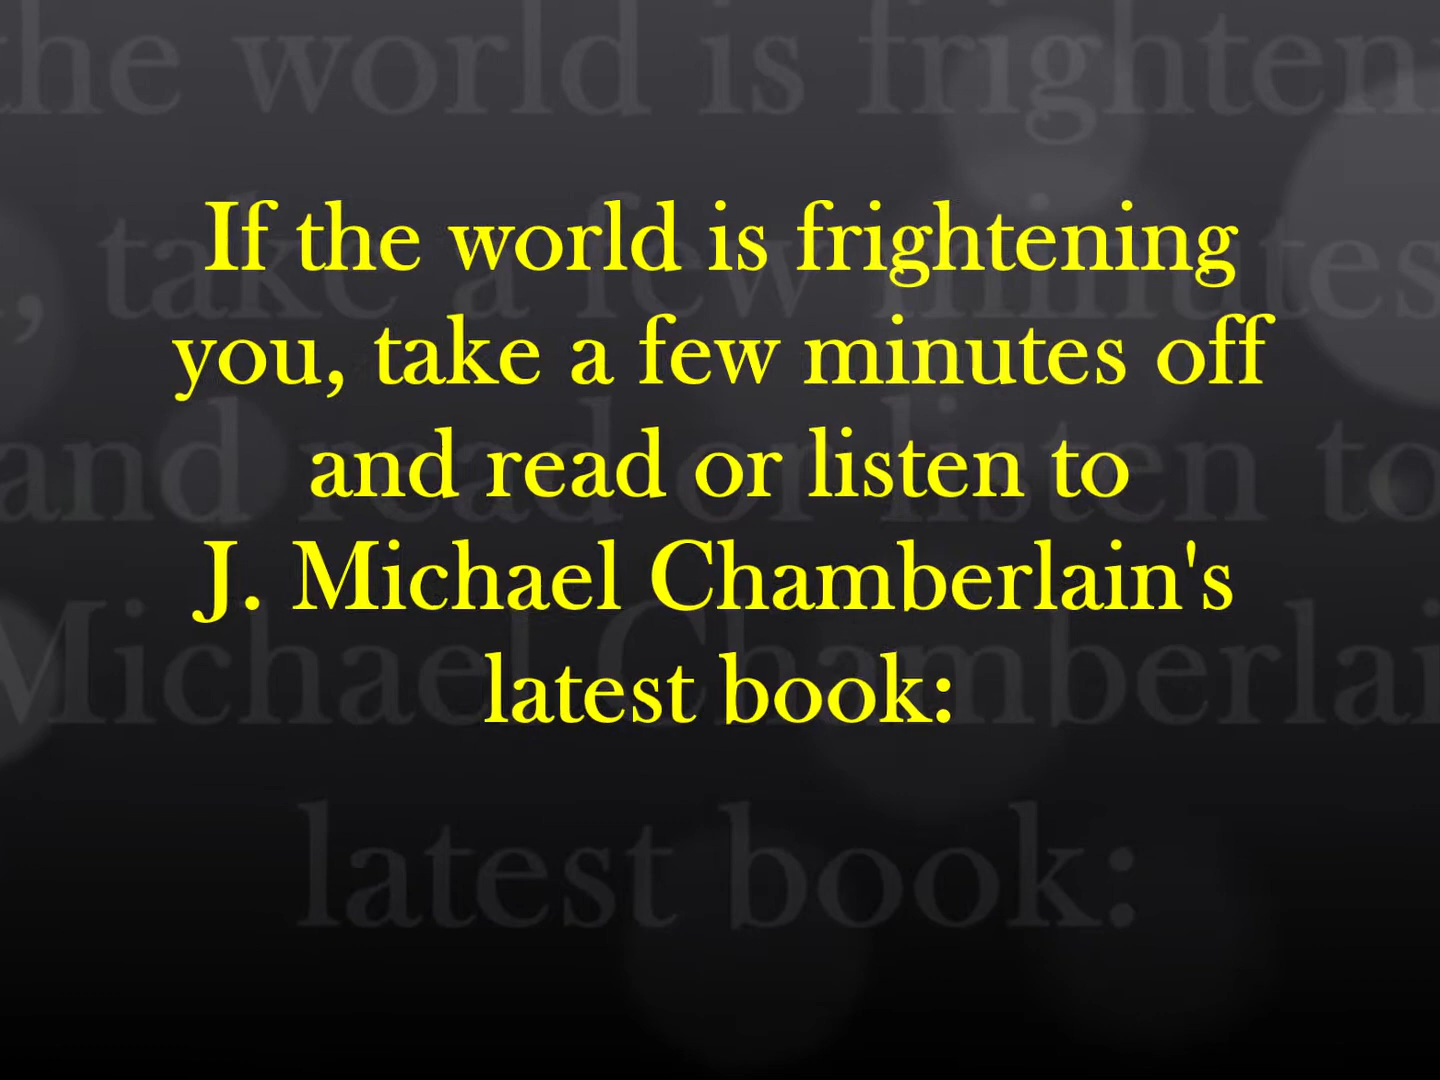 If the world is frightening
you, take a few minutes off
and read or listen to
J. Michael Chamberlain's
latest book: